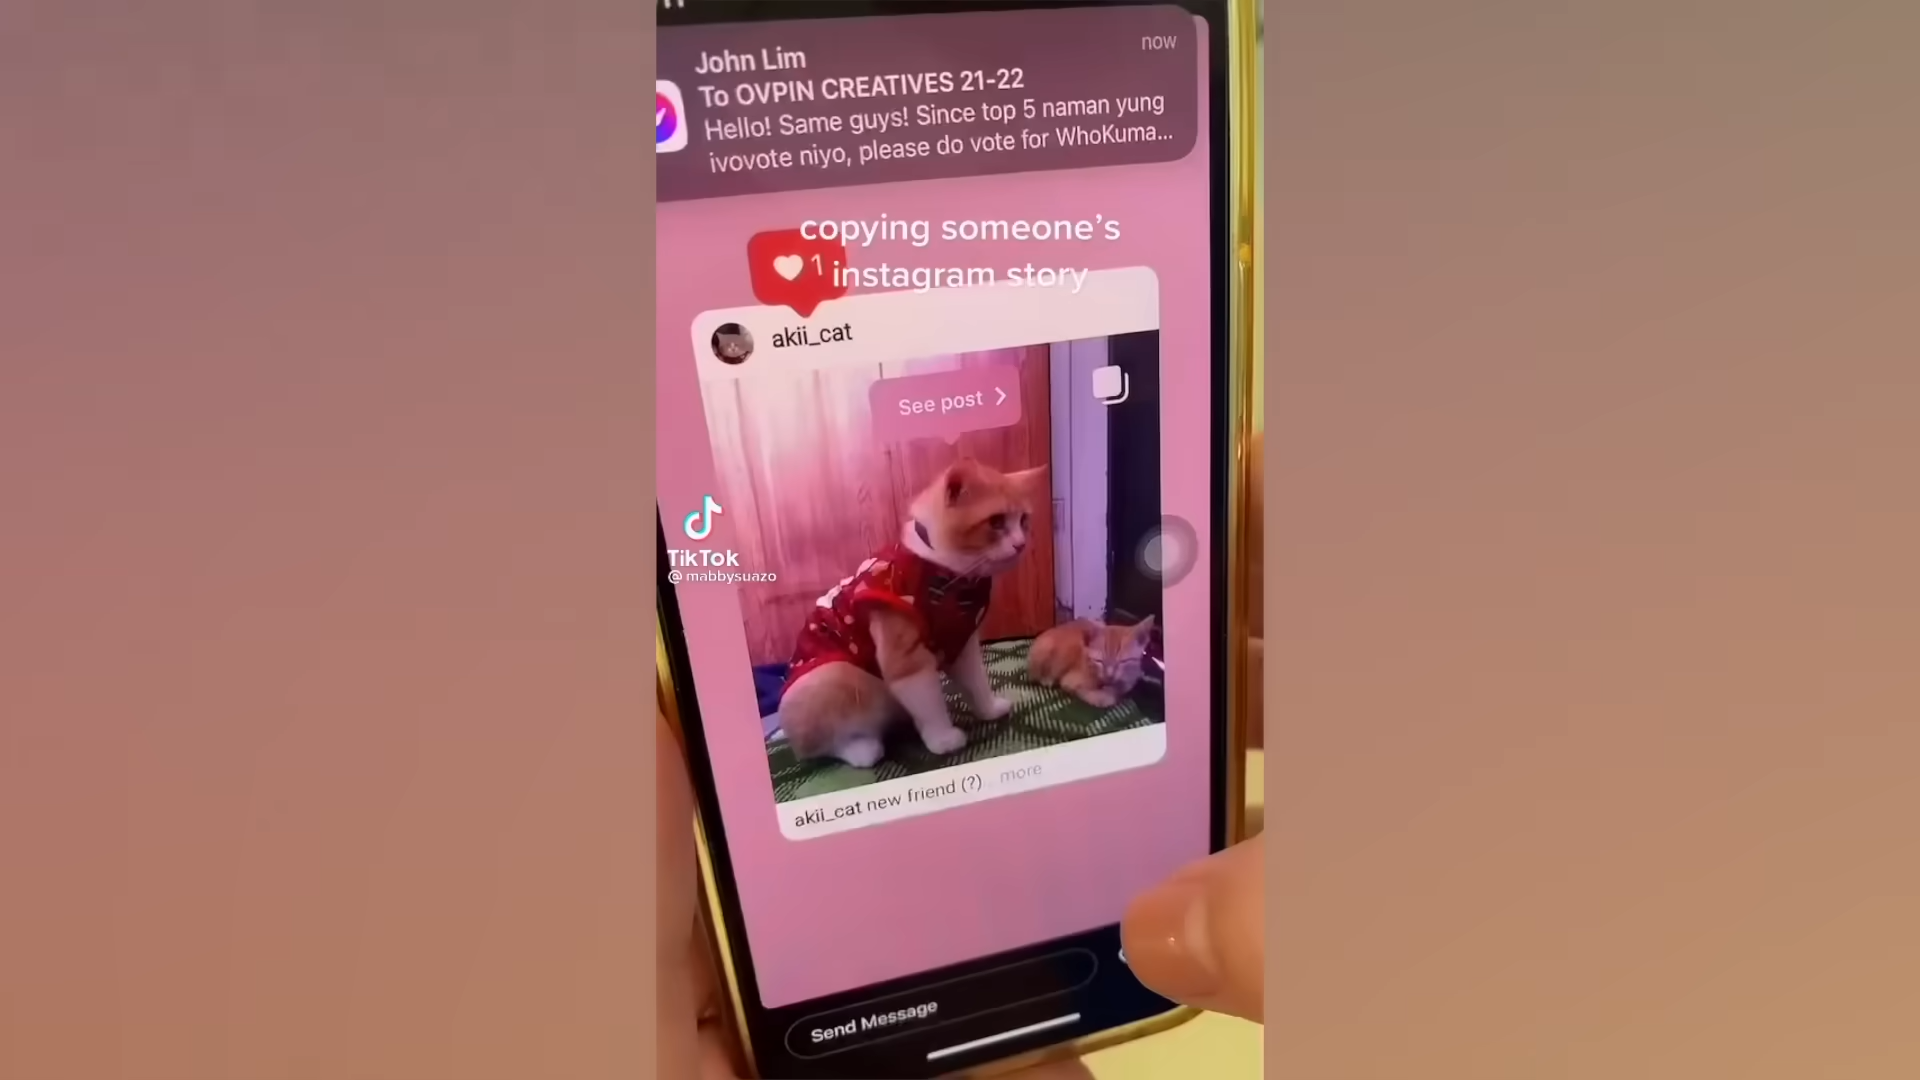 John Lim
now
To OVPIN CREATIVES 21-22
Hello! Same guys! Since top 5 naman yung
ivovote niyo, please do vote for WhoKuma...
copying someone's
instagram story
1
akii_cat
See post
TikTok
@mabbysuazo
akii_cat new friend (?)... more
Send Message